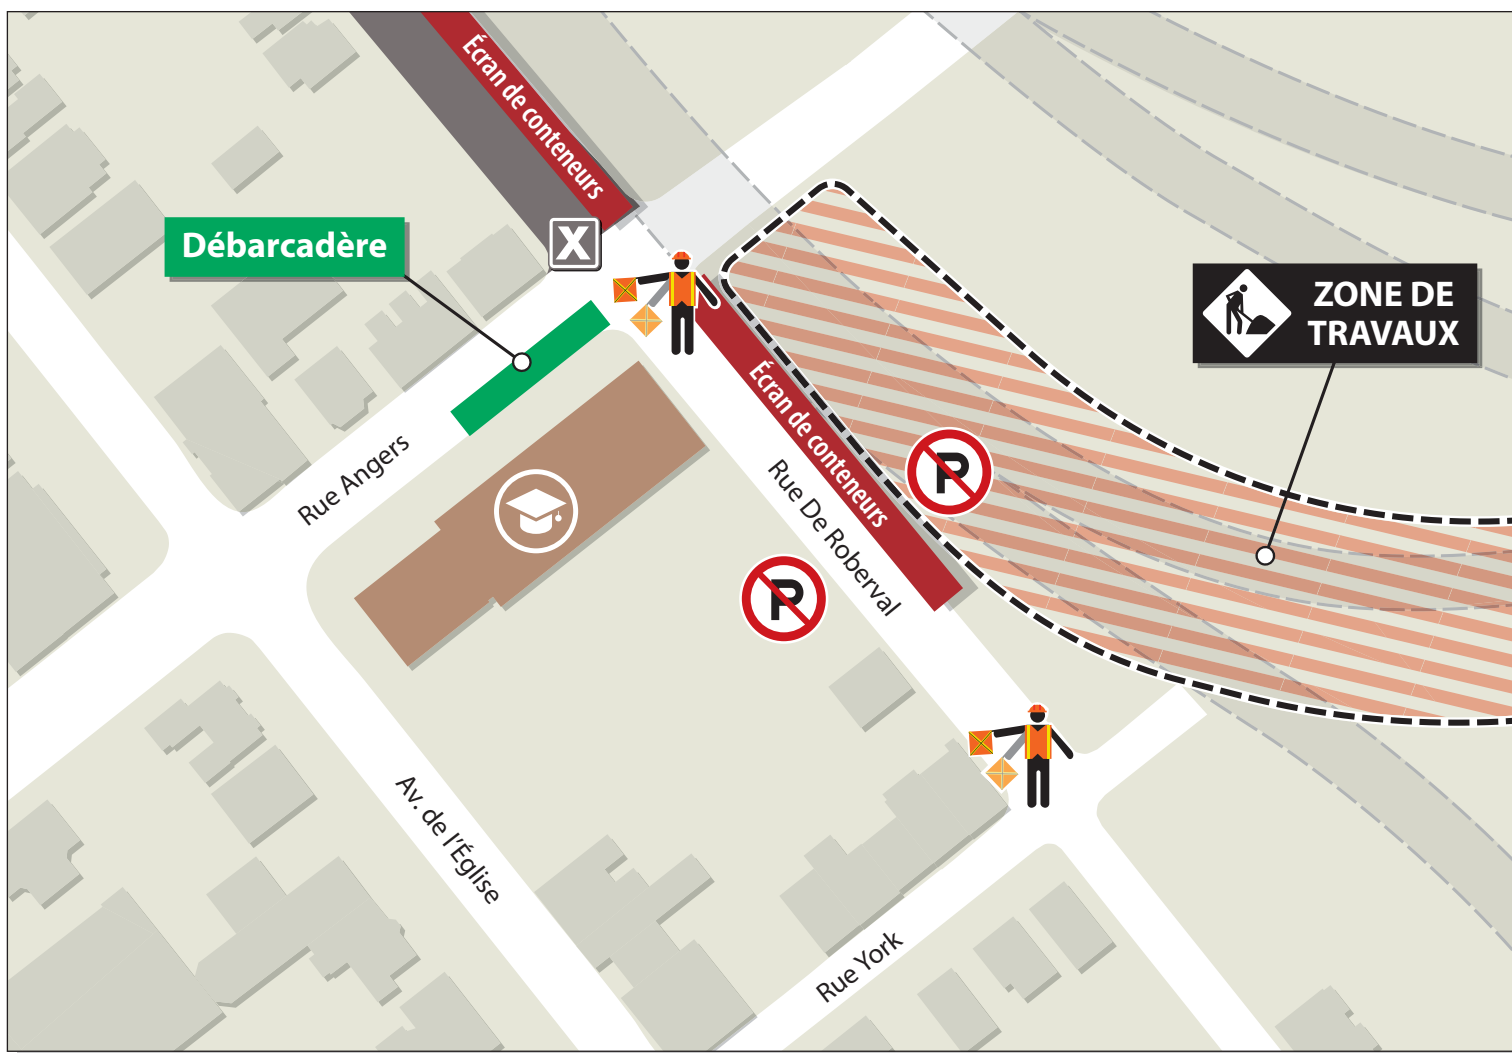 Écran de conteneurs
Débarcadère
X
ZONE DE
TRAVAUX
Écran de conteneurs
P
Rue Angers
Rue De Roberval
P
Av. de l'Église
Rue York